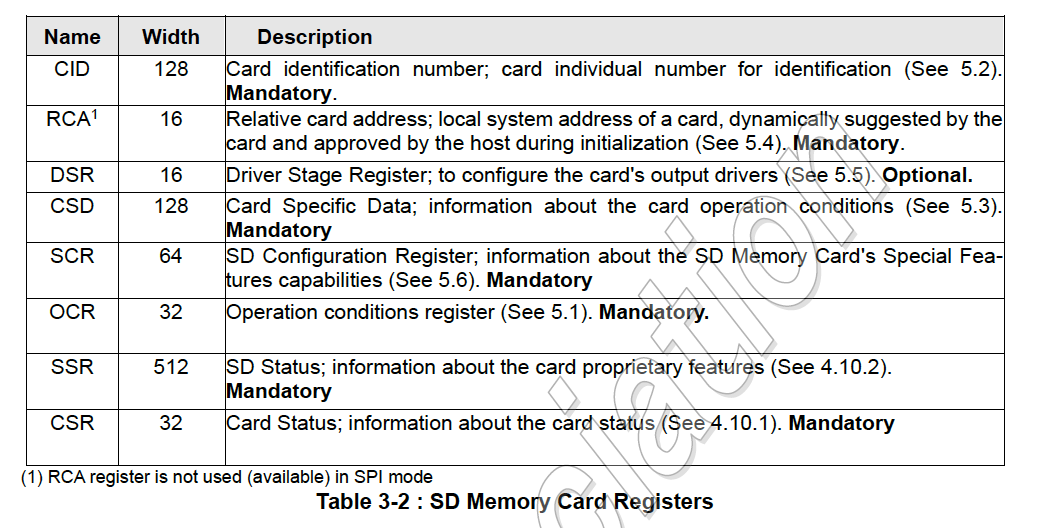 Name Width Description
CID 128 Card identification number; card individual number for identification (See 5.2).
Mandatory.
RCA1 16 Relative card address; local system address of a card, dynamically suggested by the
card and approved by the host during initialization (See 5.4). Mandatory.
DSR 16 Driver Stage Register; to configure the card's output drivers (See 5.5). Optional.
CSD 128 Card Specific Data; information about the card operation conditions (See 5.3).
Mandatory
SCR 64 SD Configuration Register; information about the SD Memory Card's Special Fea-
tures capabilities (See 5.6). Mandatory
OCR 32 Operation conditions register (See 5.1). Mandatory.
SSR 512 SD Status; information about the card proprietary features (See 4.10.2).
Mandatory
CSR 32 Card Status; information about the card status (See 4.10.1). Mandatory
(1) RCA register is not used (available) in SPI mode
Table 3-2 : SD Memory Card Registers
ciation